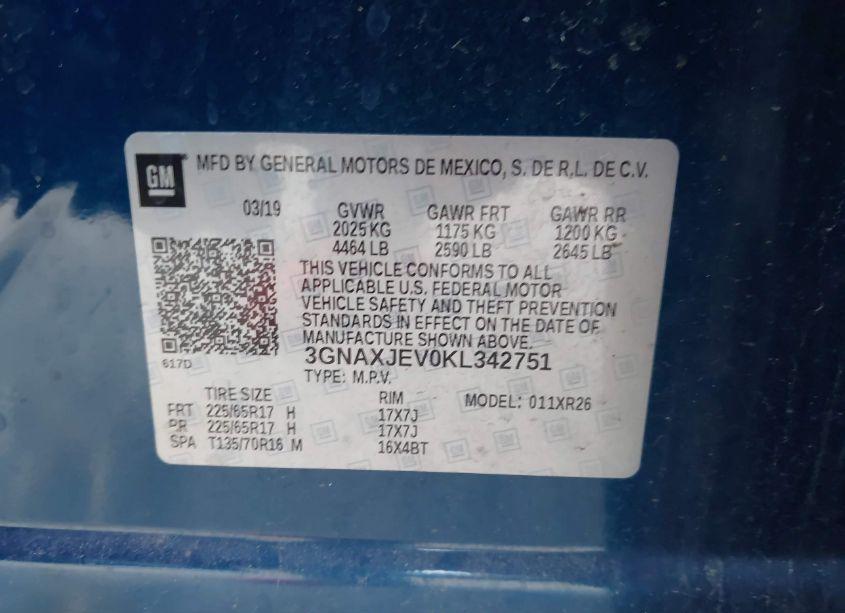 GM MFD BY GENERAL MOTORS DE MEXICO, S. DE R.L. DE C.V.
03/19 GVWR GAWR FRT GAWR RR
2025 KG 1175 KG 1200 KG
4464 LB 2590 LB 2645 LB
THIS VEHICLE CONFORMS TO ALL
APPLICABLE U.S. FEDERAL MOTOR
VEHICLE SAFETY AND THEFT PREVENTION
STANDARDS IN EFFECT ON THE DATE OF
MANUFACTURE SHOWN ABOVE.
617D 3GNAXJEV0KL342751
TYPE: M.P.V.
TIRE SIZE RIM MODEL: 011XR26
FRT 225/65R17 H 17X7J
RR 225/65R17 H 17X7J
SPA T135/70R16 M 16X4BT